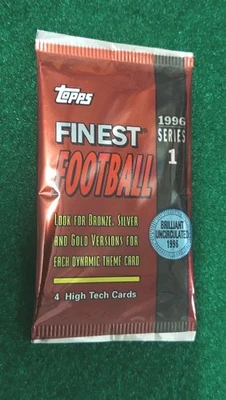 Topps
1996
SERIES
1
FINEST
FOOTBALL
LOOK FOR BRONZE, SILVER
AND GOLD VERSIONS FOR
EACH DYNAMIC THEME CARD
BRILLIANT
UNCIRCULATED
1996
4 High Tech Cards